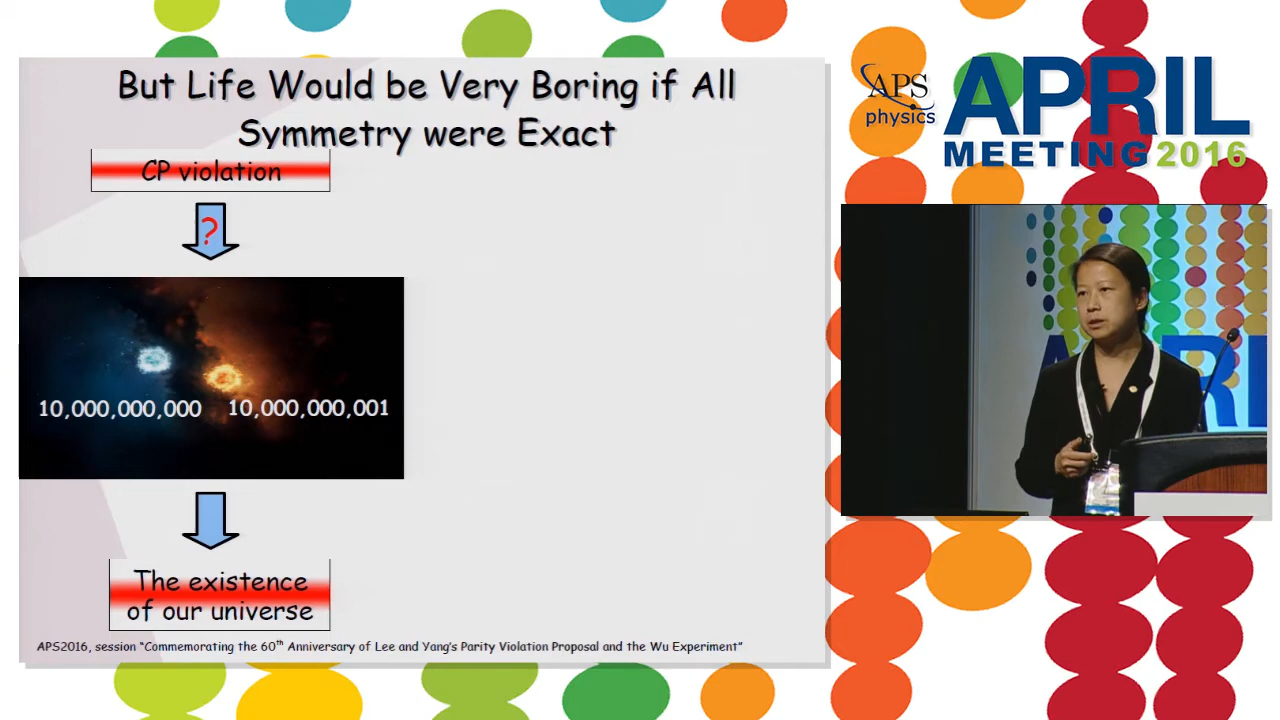 But Life Would be Very Boring if All
Symmetry were Exact
CP violation
?
10,000,000,000 10,000,000,001
The existence
of our universe
APS2016, session “Commemorating the 60th Anniversary of Lee and Yang’s Parity Violation Proposal and the Wu Experiment”
APS
physics
APRIL
MEETING 2016